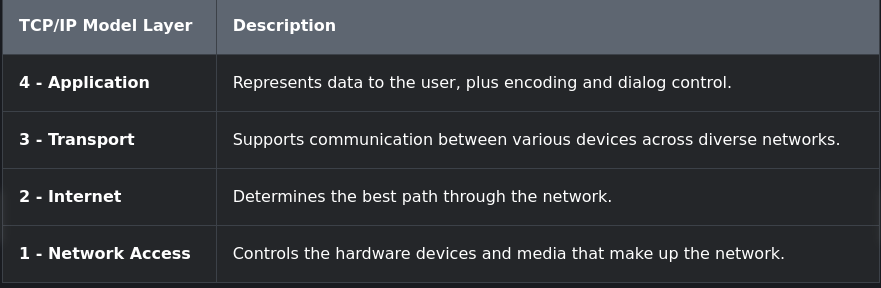 TCP/IP Model Layer Description
4 - Application Represents data to the user, plus encoding and dialog control.
3 - Transport Supports communication between various devices across diverse networks.
2 - Internet Determines the best path through the network.
1 - Network Access Controls the hardware devices and media that make up the network.